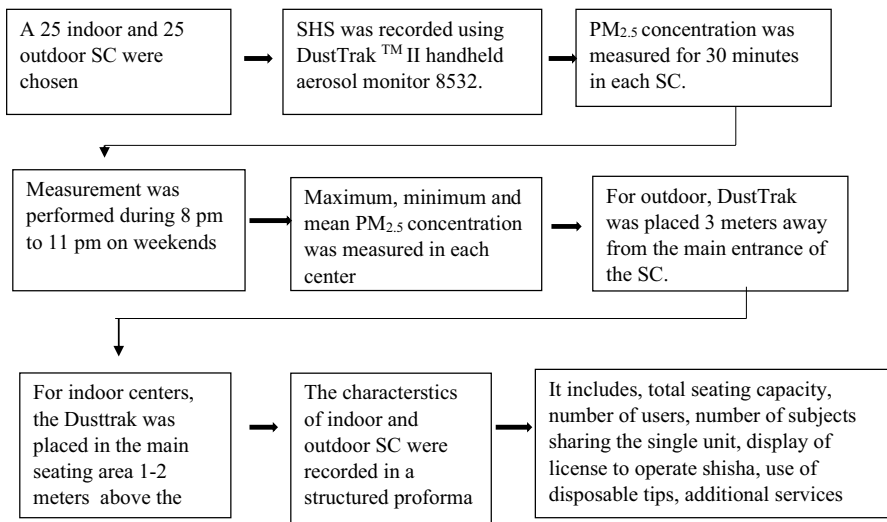 A 25 indoor and 25
outdoor SC were
chosen
SHS was recorded using
DustTrak ™ II handheld
aerosol monitor 8532.
PM2.5 concentration was
measured for 30 minutes
in each SC.
Measurement was
performed during 8 pm
to 11 pm on weekends
Maximum, minimum and
mean PM2.5 concentration
was measured in each
center
For outdoor, DustTrak
was placed 3 meters away
from the main entrance of
the SC.
For indoor centers,
the Dusttrak was
placed in the main
seating area 1-2
meters above the
The characterstics
of indoor and
outdoor SC were
recorded in a
structured proforma
It includes, total seating capacity,
number of users, number of subjects
sharing the single unit, display of
license to operate shisha, use of
disposable tips, additional services